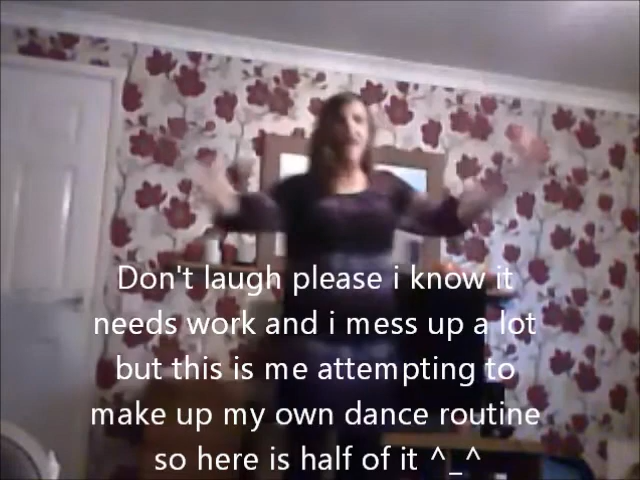 Don't laugh please i know it
needs work and i mess up a lot
but this is me attempting to
make up my own dance routine
so here is half of it ^_^